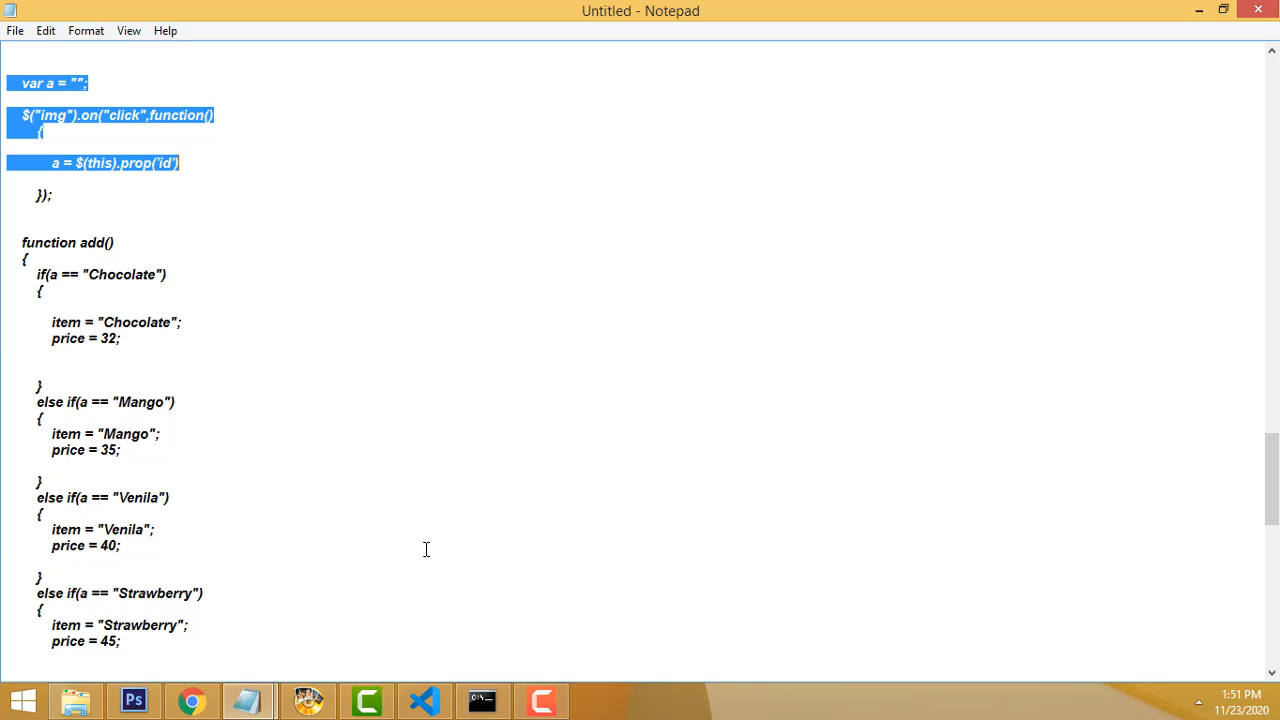 Untitled - Notepad
File Edit Format View Help
var a = "";
$("img").on("click",function()
{
a = $(this).prop('id')
});
function add()
{
if(a == "Chocolate")
{
item = "Chocolate";
price = 32;
}
else if(a == "Mango")
{
item = "Mango";
price = 35;
}
else if(a == "Venila")
{
item = "Venila";
price = 40;
}
else if(a == "Strawberry")
{
item = "Strawberry";
price = 45;
Ps
1:51 PM
11/23/2020